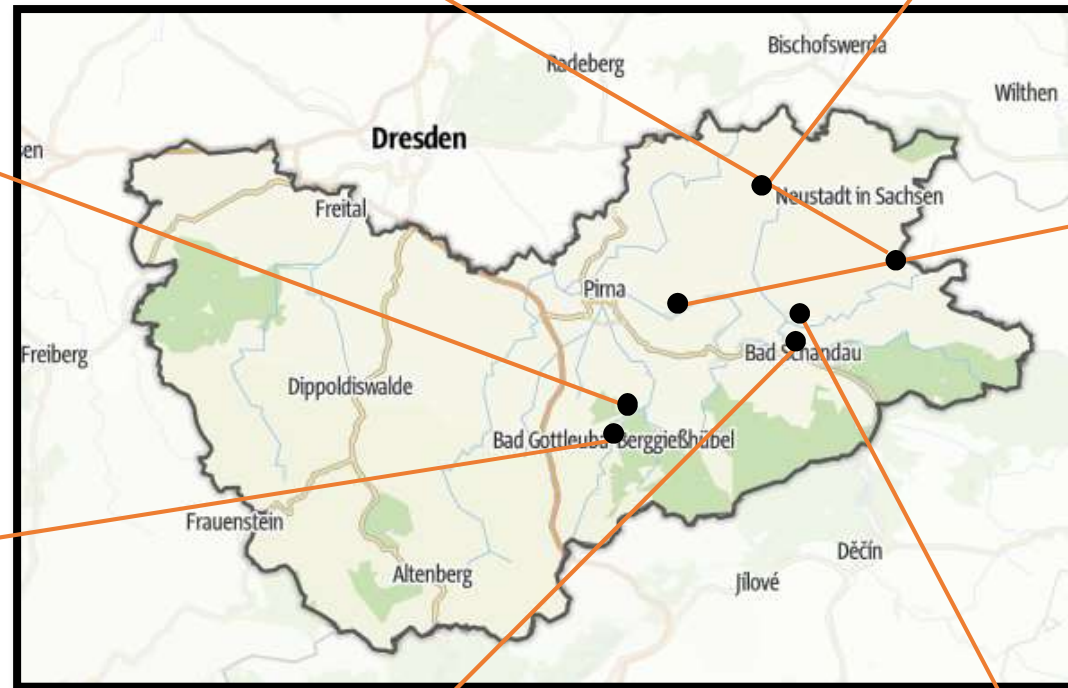 Bischofswerda
Radeberg
Wilthen
Dresden
en
Neustadt in Sachsen
Freital
Pirna
Freiberg
Bad Schandau
Dippoldiswalde
Bad Gottleuba-Berggießhübel
Frauenstein
Děčín
Altenberg
Jílové